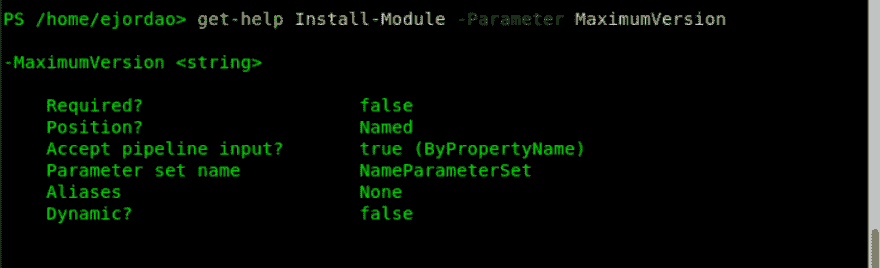 PS /home/ejordao> get-help Install-Module -Parameter MaximumVersion
-MaximumVersion <string>
Required? false
Position? Named
Accept pipeline input? true (ByPropertyName)
Parameter set name NameParameterSet
Aliases None
Dynamic? false